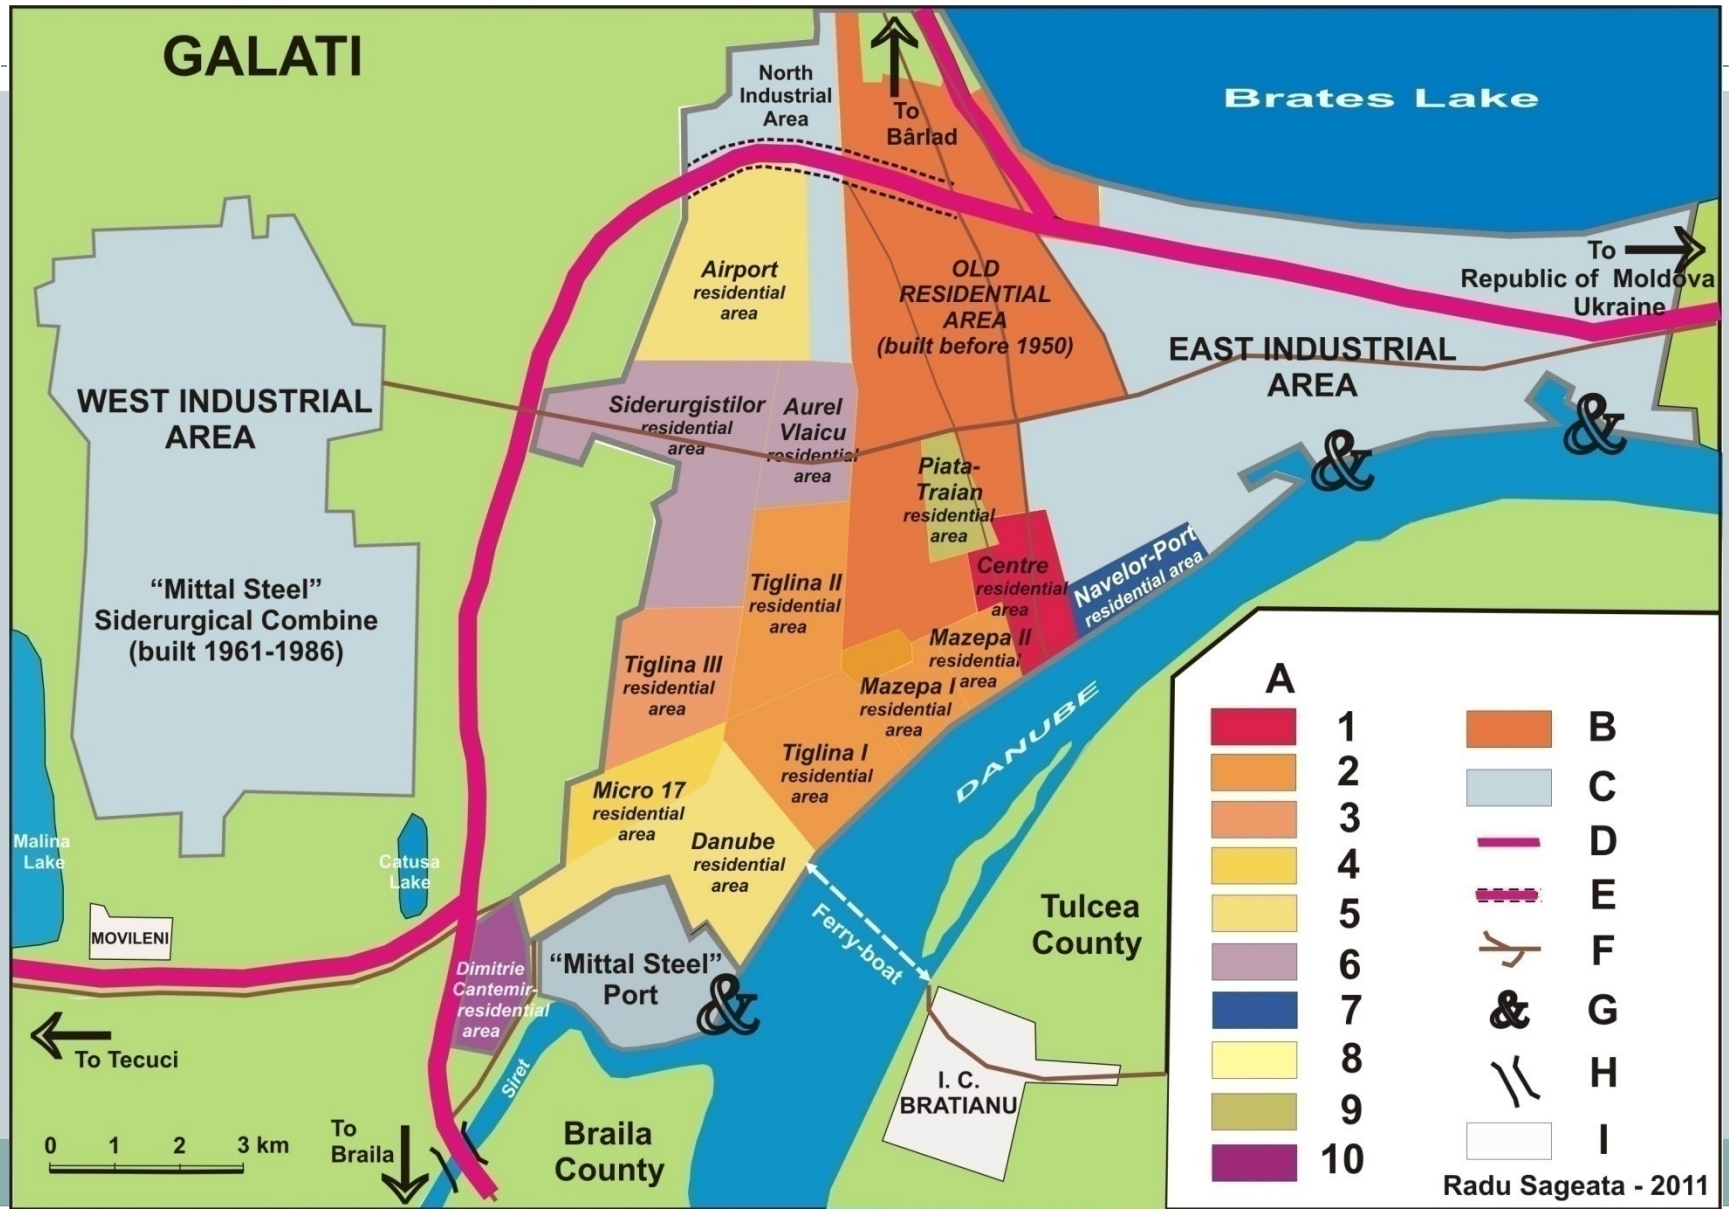 GALATI
North
Industrial
Area
To
Bârlad
Brates Lake
To
Republic of Moldova
Ukraine
Airport
residential
area
OLD
RESIDENTIAL
AREA
(built before 1950)
EAST INDUSTRIAL
AREA
WEST INDUSTRIAL
AREA
Siderurgistilor
residential
area
Aurel
Vlaicu
residential
area
&
&
Piata-
Traian
residential
area
“Mittal Steel”
Siderurgical Combine
(built 1961-1986)
Tiglina II
residential
area
Centre
residential
area
Navelor-Port
residential area
Tiglina III
residential
area
Mazepa II
residential
area
Mazepa I
residential
area
Tiglina I
residential
area
DANUBE
Micro 17
residential
area
Danube
residential
area
Malina
Lake
Catusa
Lake
MOVILENI
Ferry-boat
Tulcea
County
Dimitrie
Cantemir-
residential
area
“Mittal Steel”
Port
&
To Tecuci
Siret
I. C.
BRATIANU
To
Braila
Braila
County
0 1 2 3 km
A
1
2
3
4
5
6
7
8
9
10
B
C
D
E
F
& G
H
I
Radu Sageata - 2011